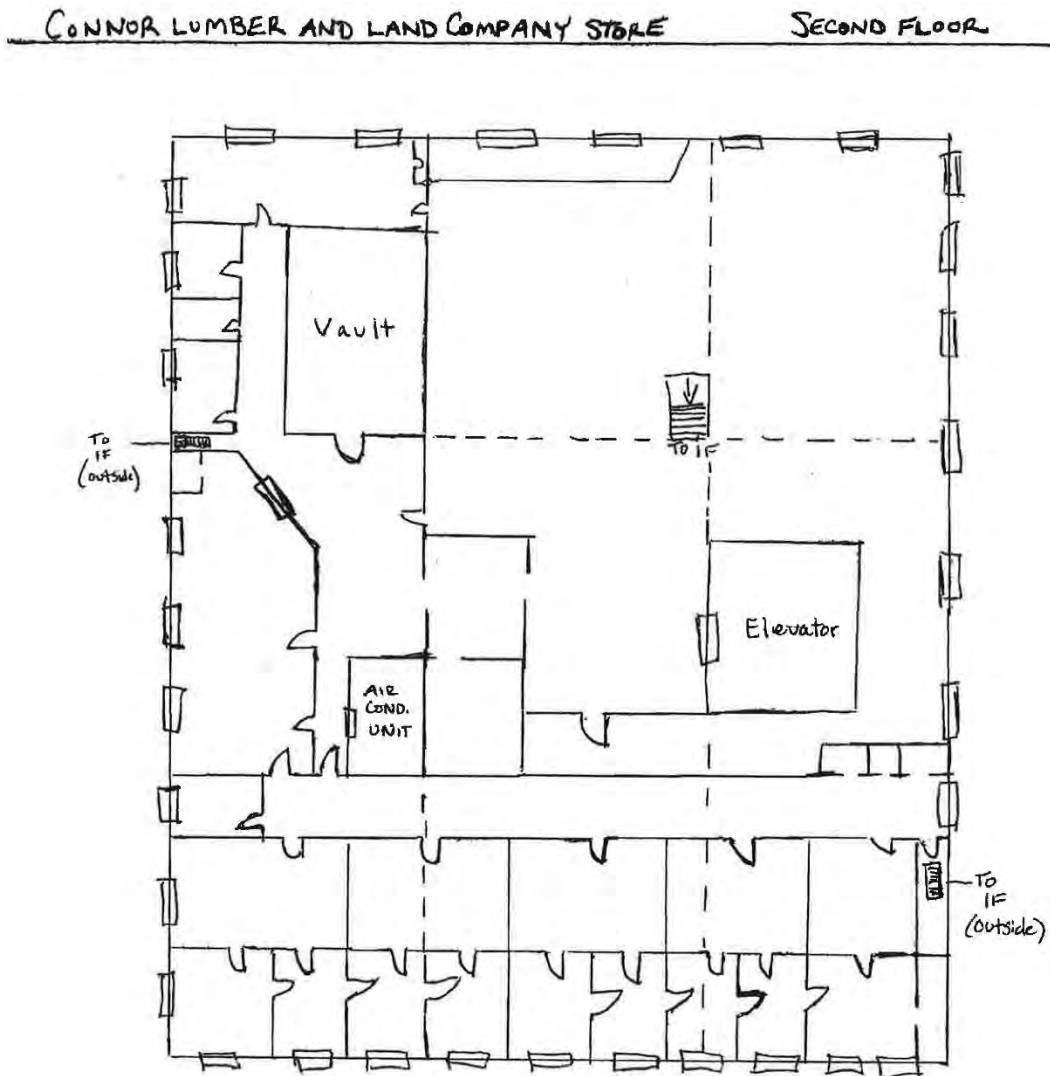 CONNOR LUMBER AND LAND COMPANY STORE SECOND FLOOR
Vault
TO
1F
(outside)
TO 1F
Elevator
AIR
COND.
UNIT
TO
1F
(outside)